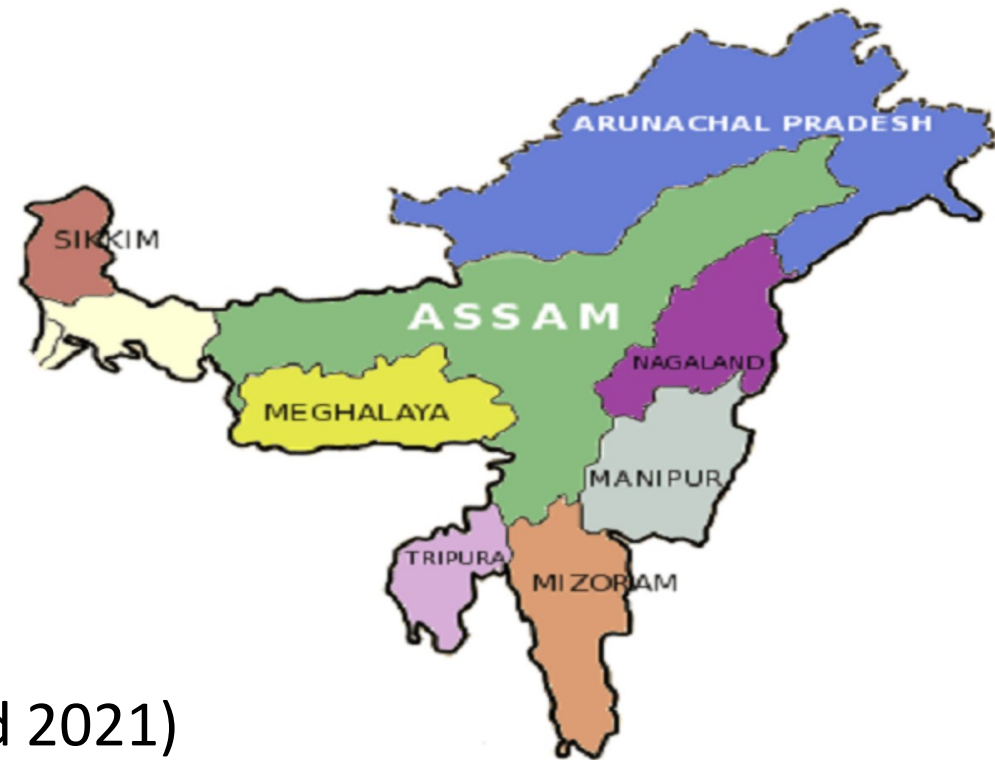 ARUNACHAL PRADESH
SIKKIM
ASSAM
NAGALAND
MEGHALAYA
MANIPUR
TRIPURA
MIZORAM
2021)